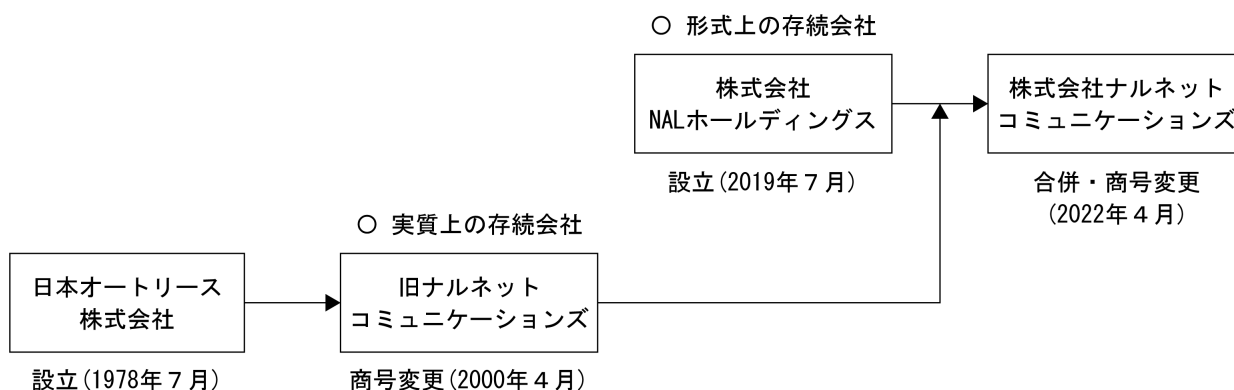 ○ 形式上の存続会社
株式会社
NALホールディングス
設立(2019年７月)
株式会社ナルネット
コミュニケーションズ
合併・商号変更
(2022年４月)
○ 実質上の存続会社
日本オートリース
株式会社
設立(1978年７月)
旧ナルネット
コミュニケーションズ
商号変更(2000年４月)